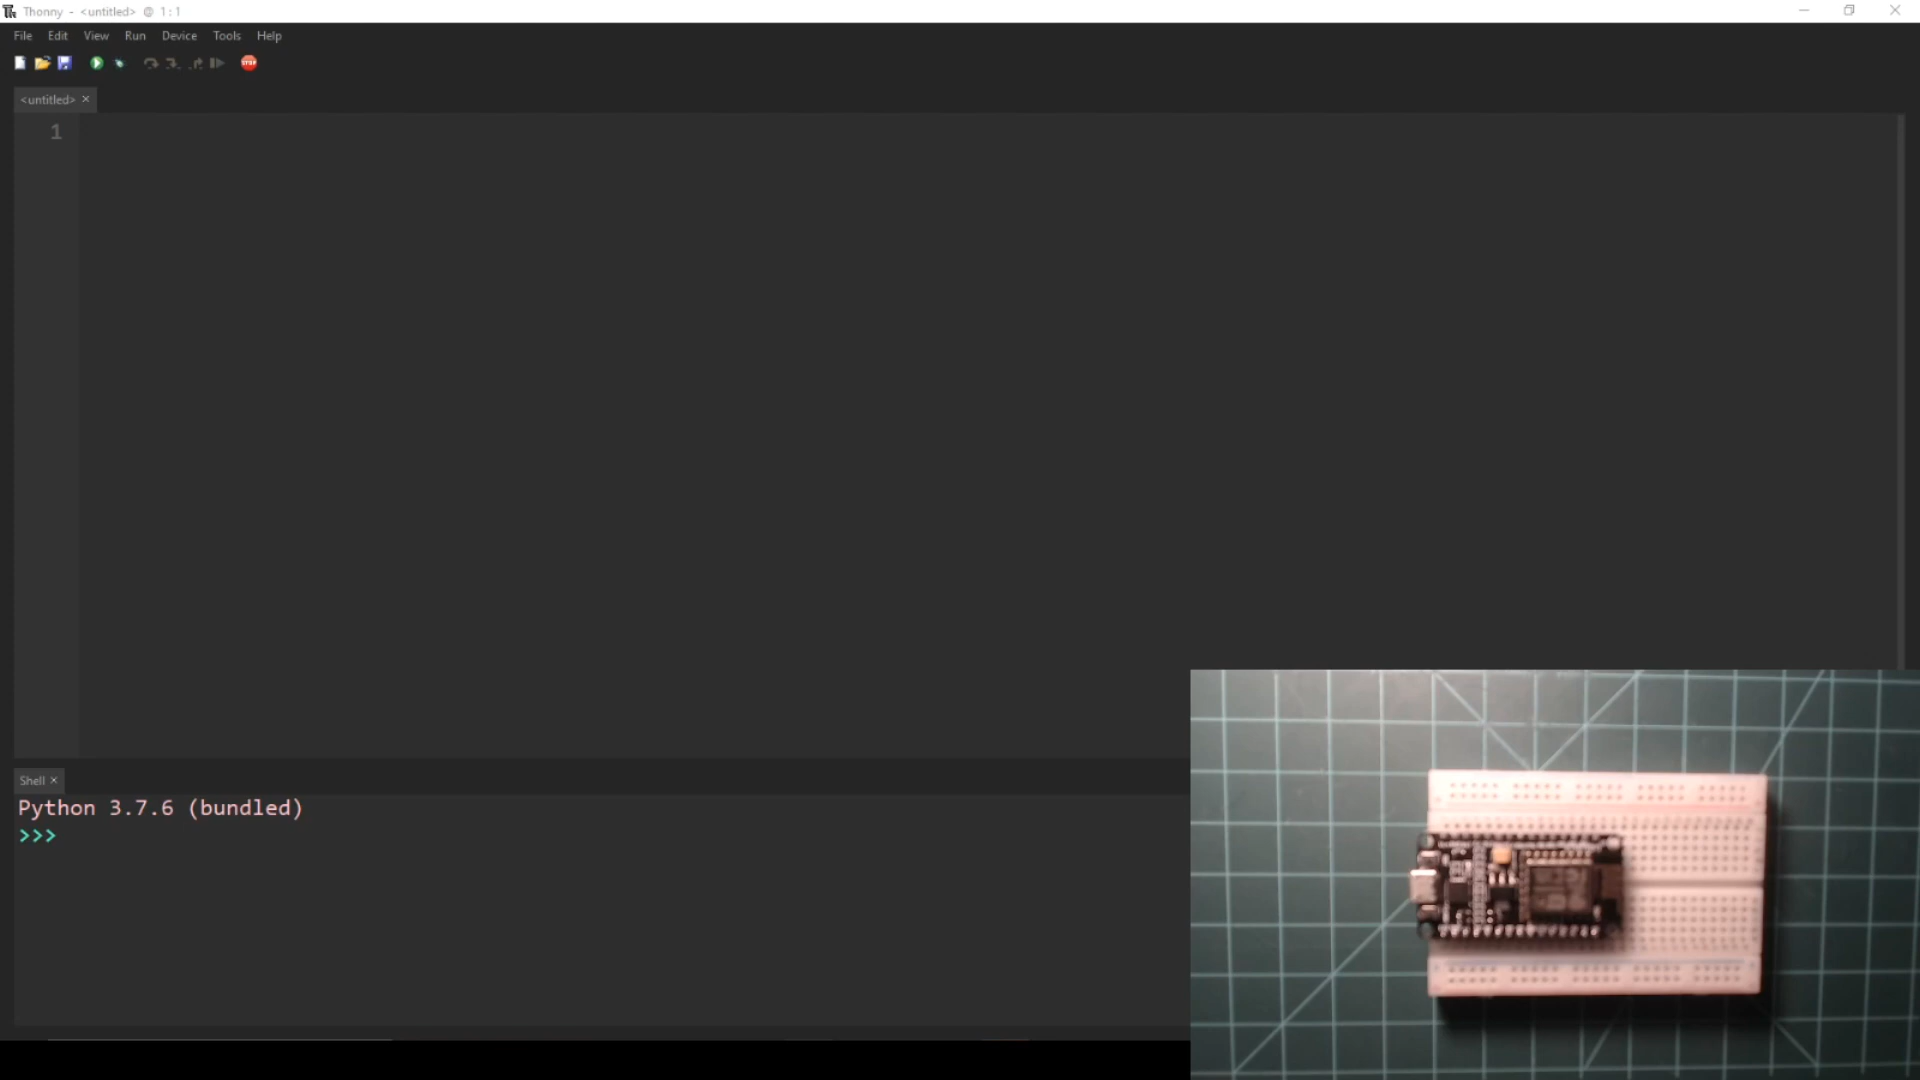 Thonny - <untitled> @ 1:1
File Edit View Run Device Tools Help
STOP
<untitled> ×
1
Shell ×
Python 3.7.6 (bundled)
>>>